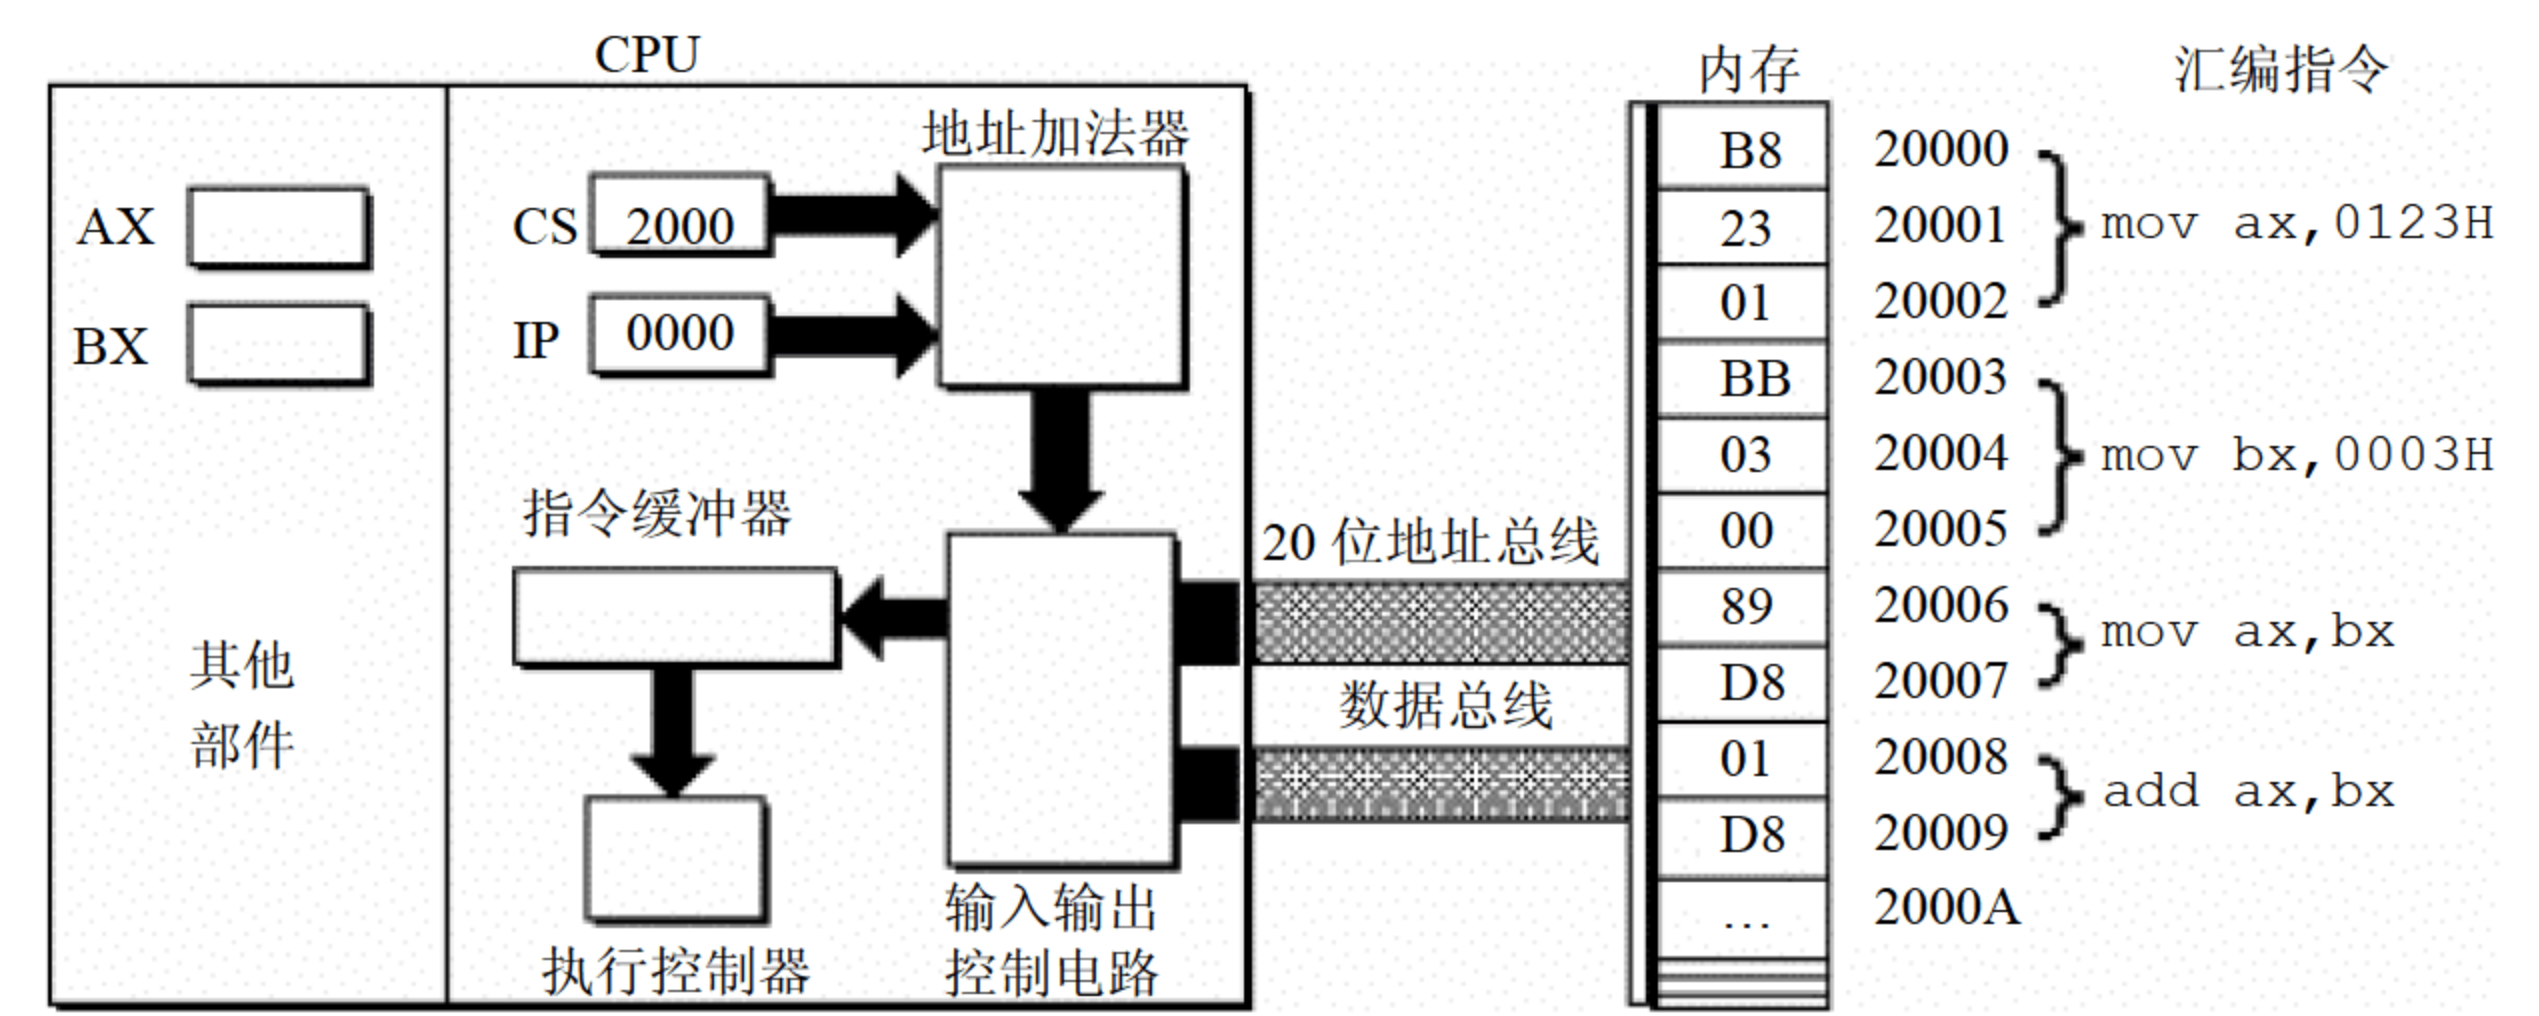 CPU
内存
汇编指令
地址加法器
AX
BX
CS
2000
IP
0000
指令缓冲器
20 位地址总线
数据总线
其他
部件
执行控制器
输入输出
控制电路
B8
20000
23
20001
mov ax,0123H
01
20002
BB
20003
03
20004
mov bx,0003H
00
20005
89
20006
mov ax,bx
D8
20007
01
20008
add ax,bx
D8
20009
…
2000A